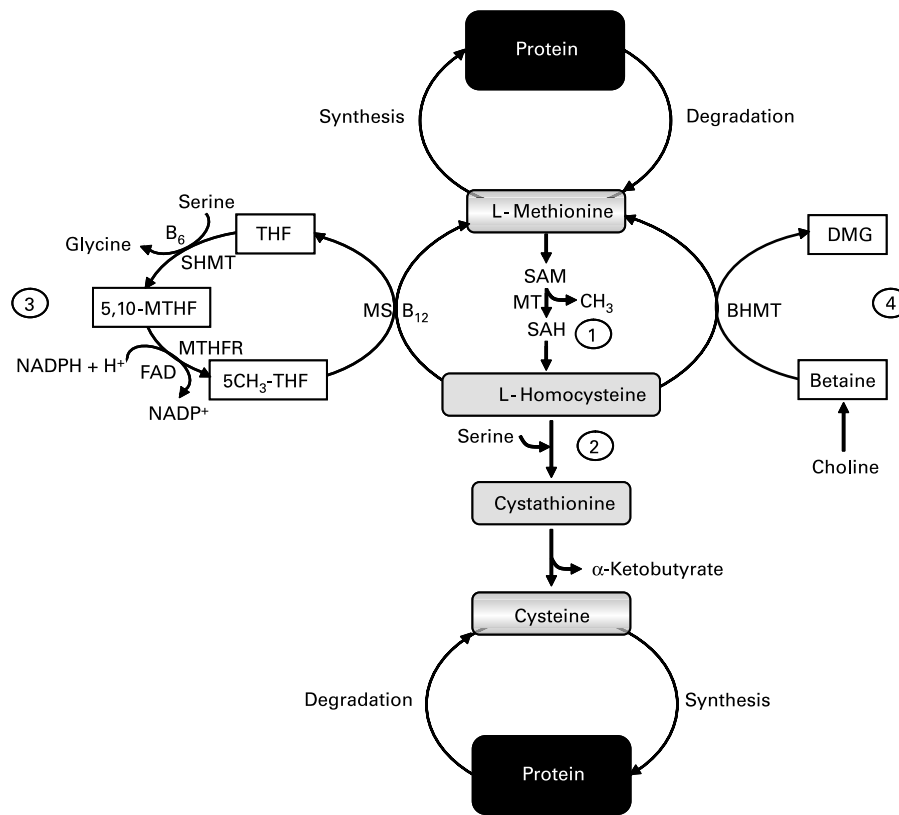 Protein
Synthesis
Degradation
L-Methionine
Serine
B₆
THF
Glycine
SHMT
DMG
SAM
3
5,10-MTHF
MS
B₁₂
MT
CH₃
BHMT
4
SAH
1
MTHFR
NADPH + H⁺
FAD
5CH₃-THF
L-Homocysteine
Betaine
NADP⁺
Serine
2
Choline
Cystathionine
α-Ketobutyrate
Cysteine
Degradation
Synthesis
Protein